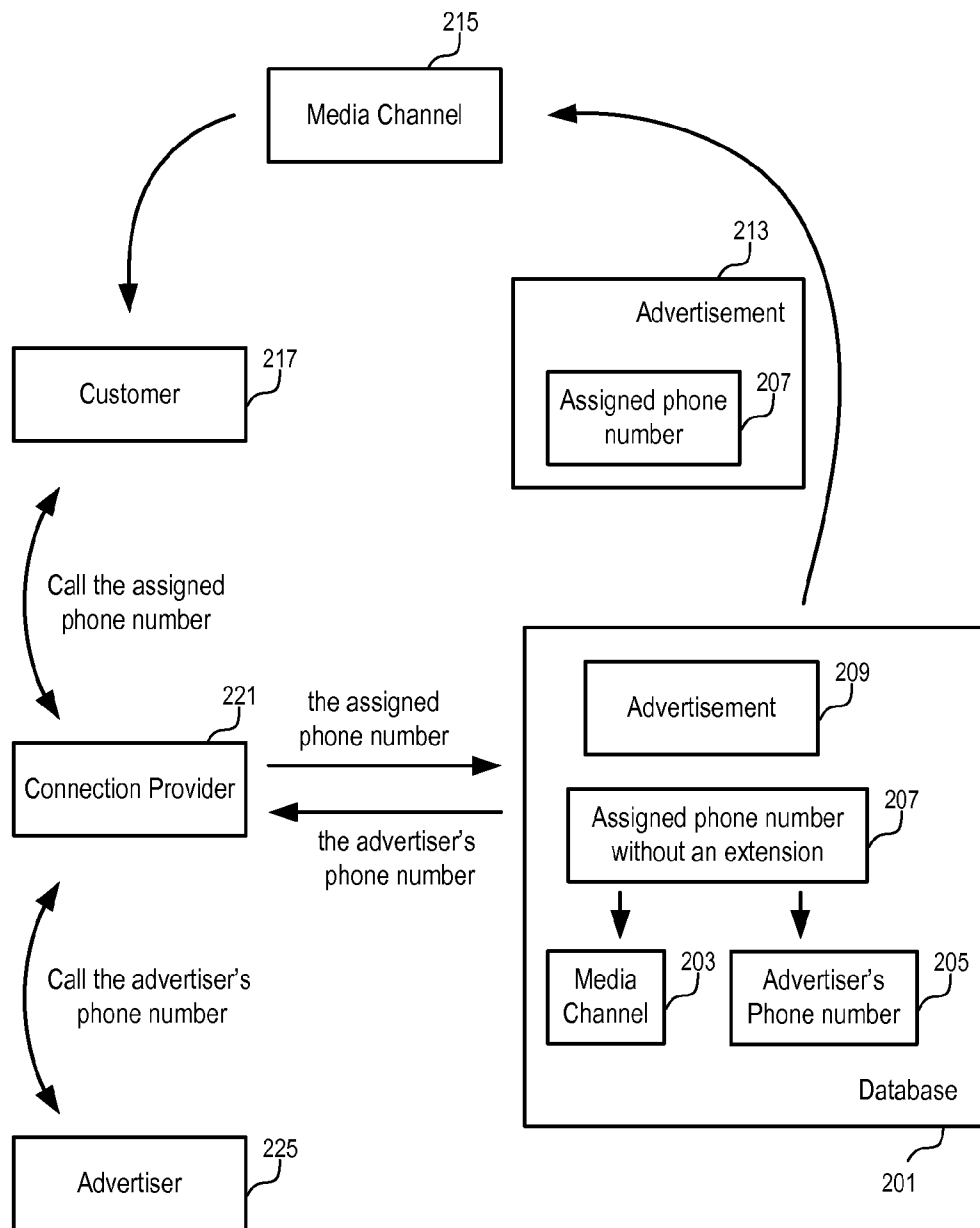 215
Media Channel
213
Advertisement
207
Assigned phone
number
217
Customer
Call the assigned
phone number
221
Connection Provider
the assigned
phone number
the advertiser's
phone number
209
Advertisement
207
Assigned phone number
without an extension
203
Media
Channel
205
Advertiser's
Phone number
Database
201
Call the advertiser's
phone number
225
Advertiser